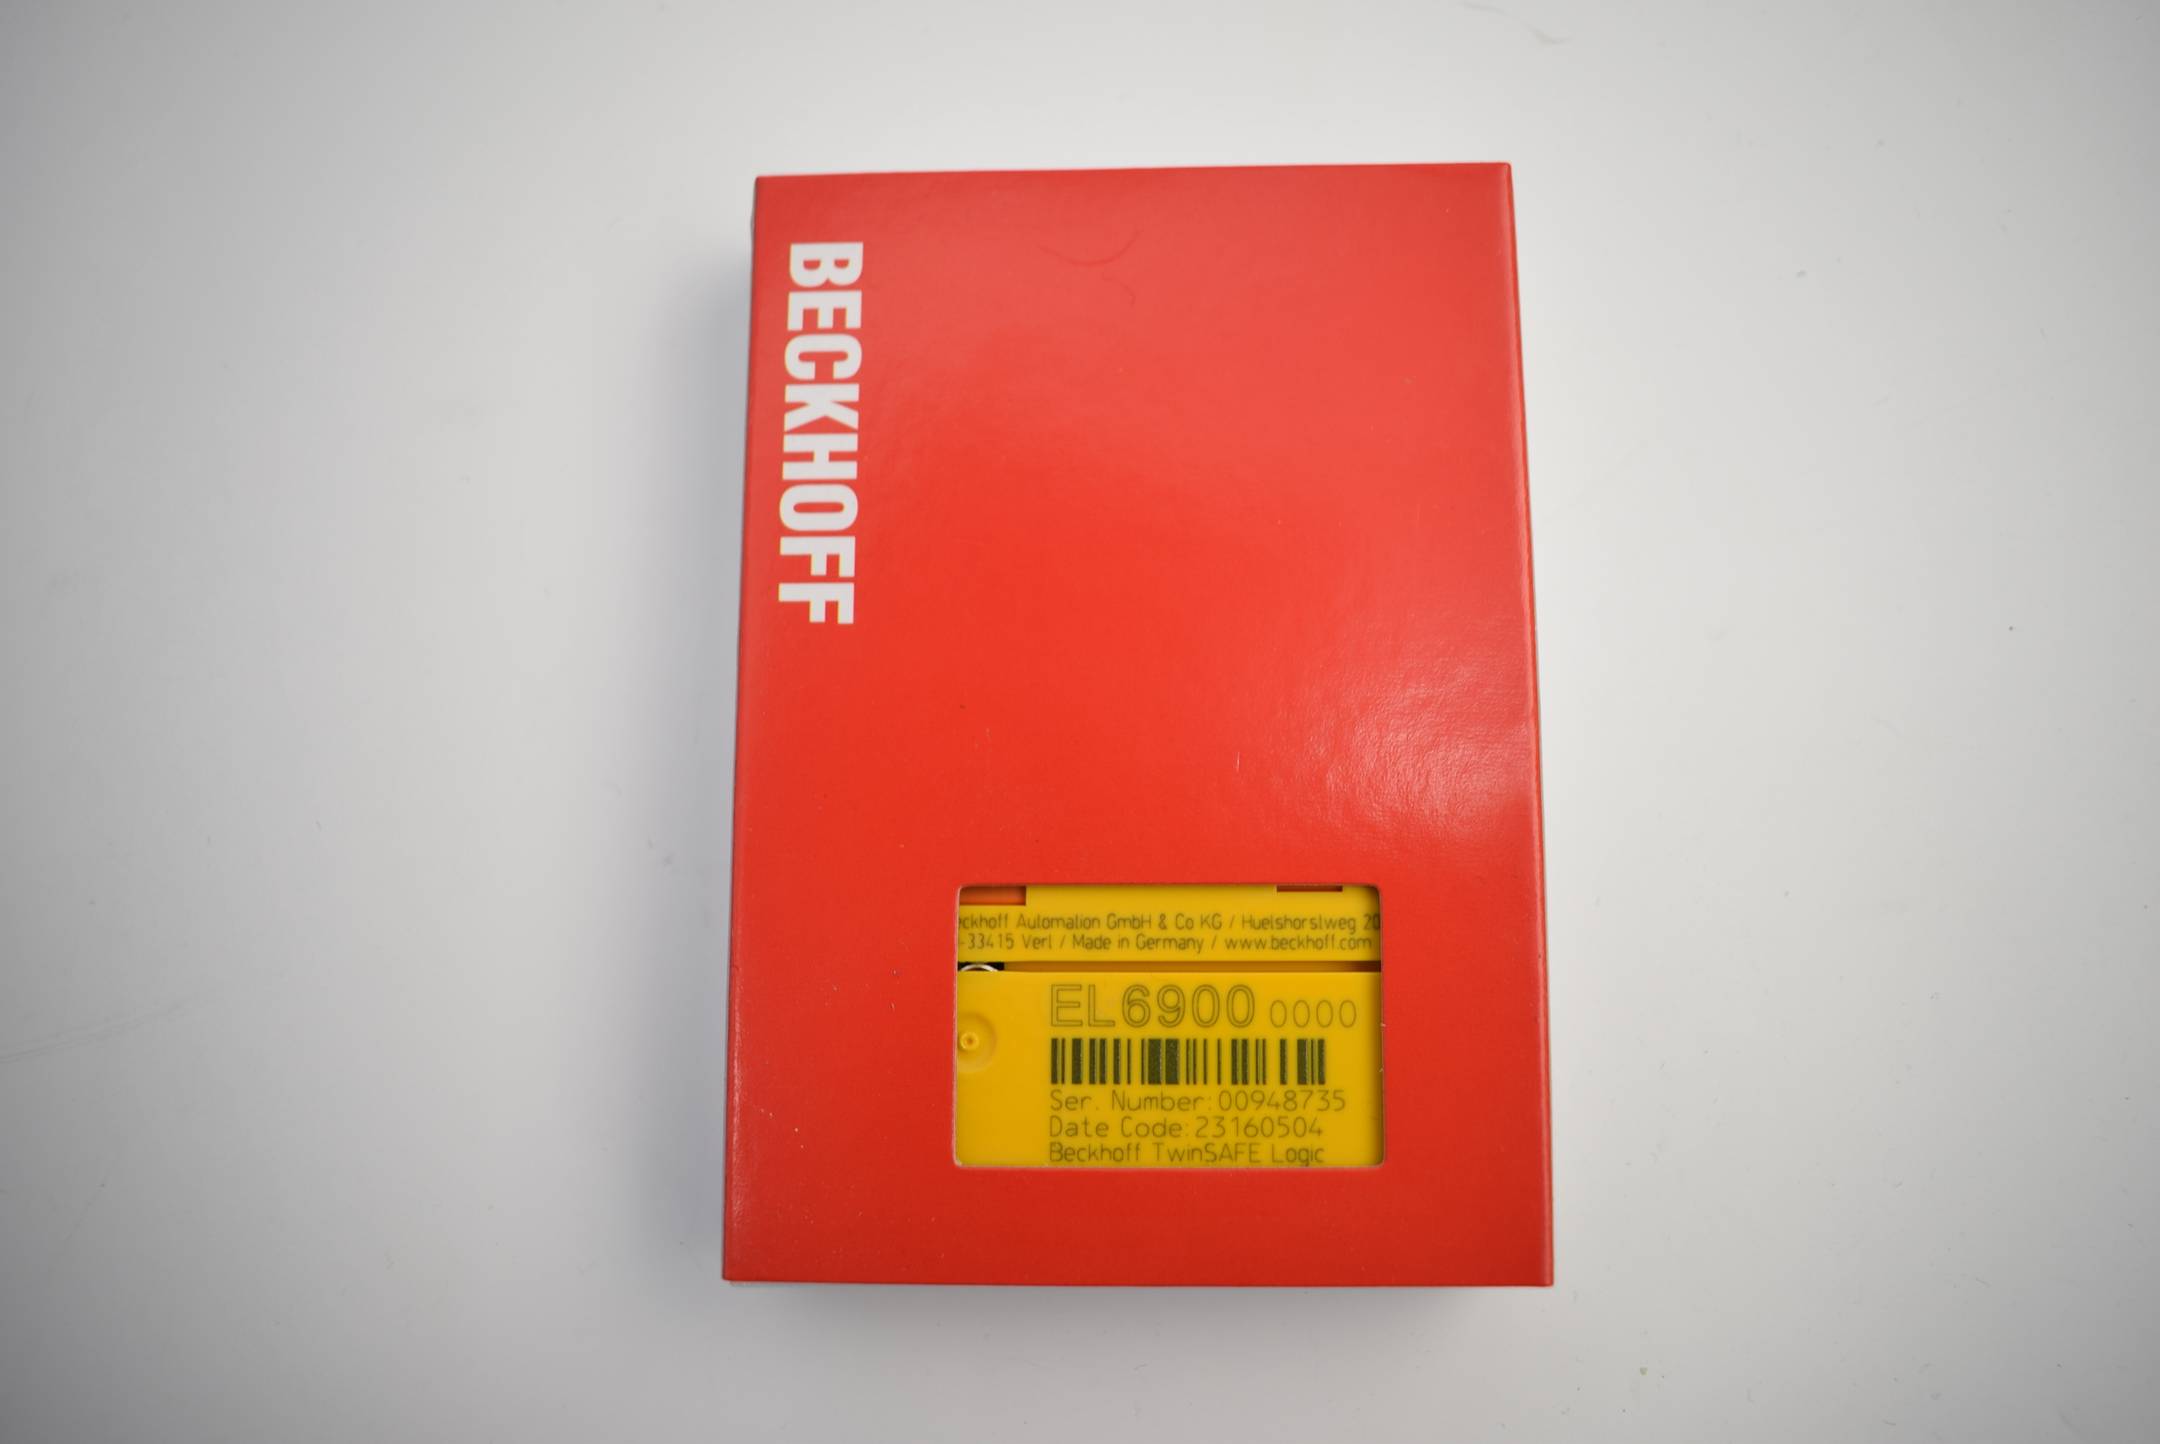 BECKHOFF
eckhoff Automation GmbH & Co KG / Huelshorstweg 20
-33415 Verl / Made in Germany / www.beckhoff.com
EL6900 0000
Ser. Number:00948735
Date Code:23160504
Beckhoff TwinSAFE Logic